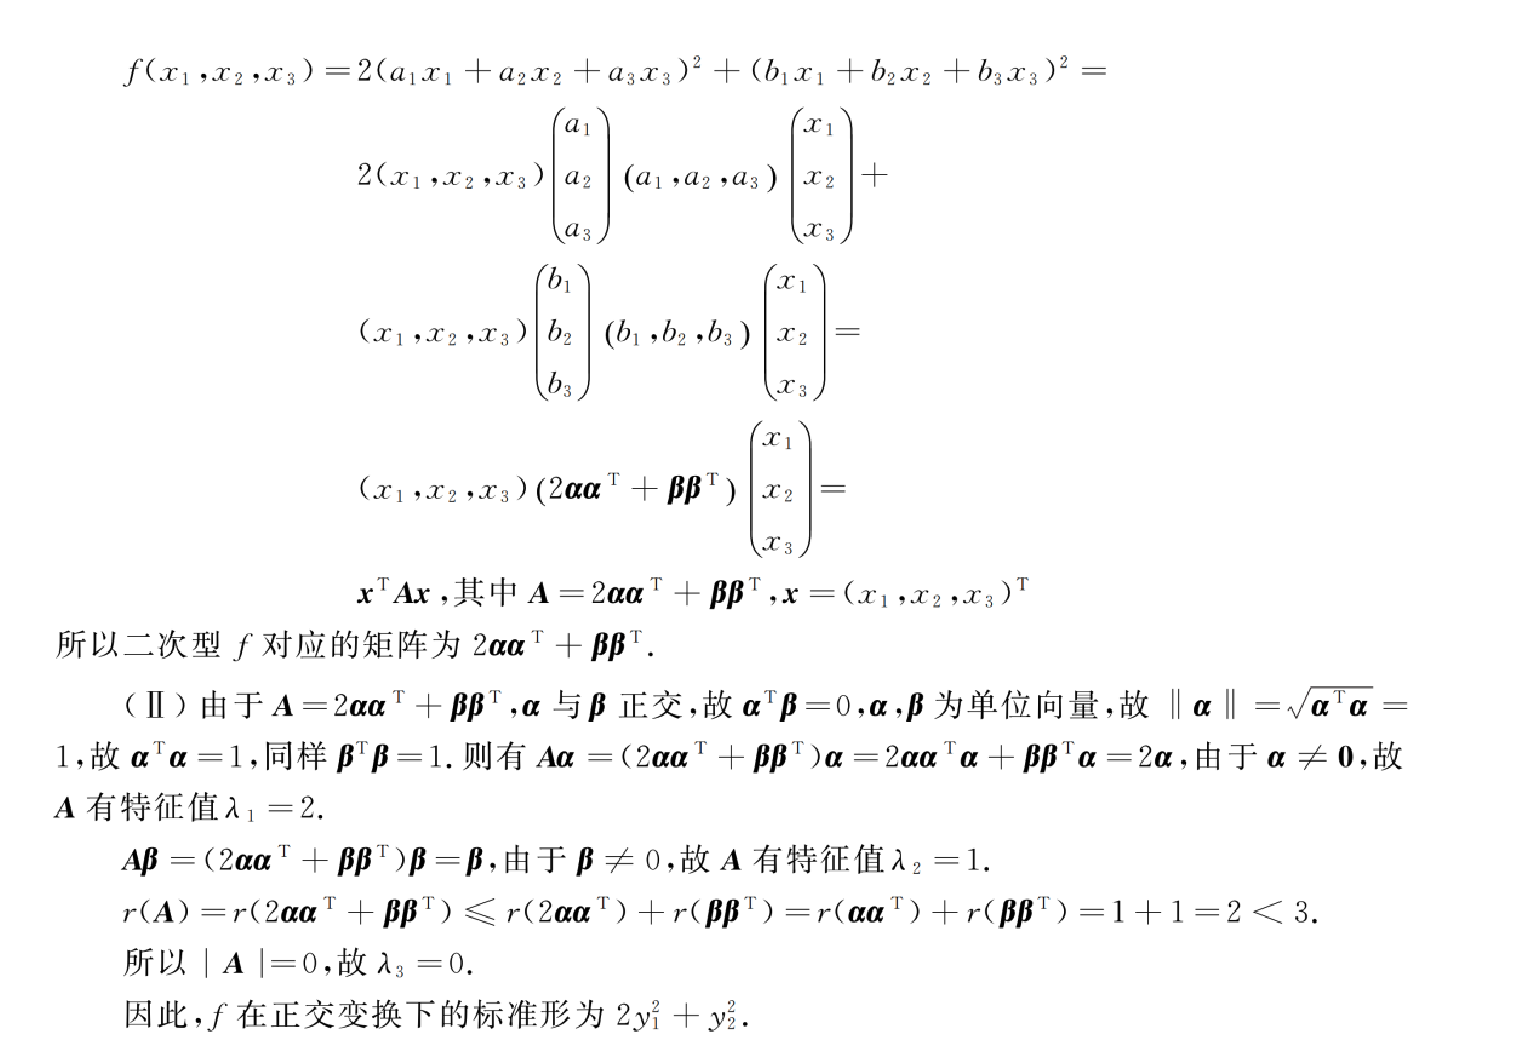 f(x₁,x₂,x₃)=2(a₁x₁+a₂x₂+a₃x₃)²+(b₁x₁+b₂x₂+b₃x₃)²=
2(x₁,x₂,x₃)(a₁ a₂ a₃)(a₁,a₂,a₃)(x₁ x₂ x₃)+
(x₁,x₂,x₃)(b₁ b₂ b₃)(b₁,b₂,b₃)(x₁ x₂ x₃)=
(x₁,x₂,x₃)(2ααᵀ+ββᵀ)(x₁ x₂ x₃)=
xᵀAx,其中 A=2ααᵀ+ββᵀ,x=(x₁,x₂,x₃)ᵀ
所以二次型 f 对应的矩阵为 2ααᵀ+ββᵀ.
(Ⅱ)由于 A=2ααᵀ+ββᵀ,α 与 β 正交,故 αᵀβ=0,α,β 为单位向量,故 ‖α‖=√(αᵀα)=
1,故 αᵀα=1,同样 βᵀβ=1.则有 Aα=(2ααᵀ+ββᵀ)α=2ααᵀα+ββᵀα=2α,由于 α≠0,故
A 有特征值 λ₁=2.
Aβ=(2ααᵀ+ββᵀ)β=β,由于 β≠0,故 A 有特征值 λ₂=1.
r(A)=r(2ααᵀ+ββᵀ)⩽r(2ααᵀ)+r(ββᵀ)=r(ααᵀ)+r(ββᵀ)=1+1=2<3.
所以|A|=0,故 λ₃=0.
因此,f 在正交变换下的标准形为 2y₁²+y₂².